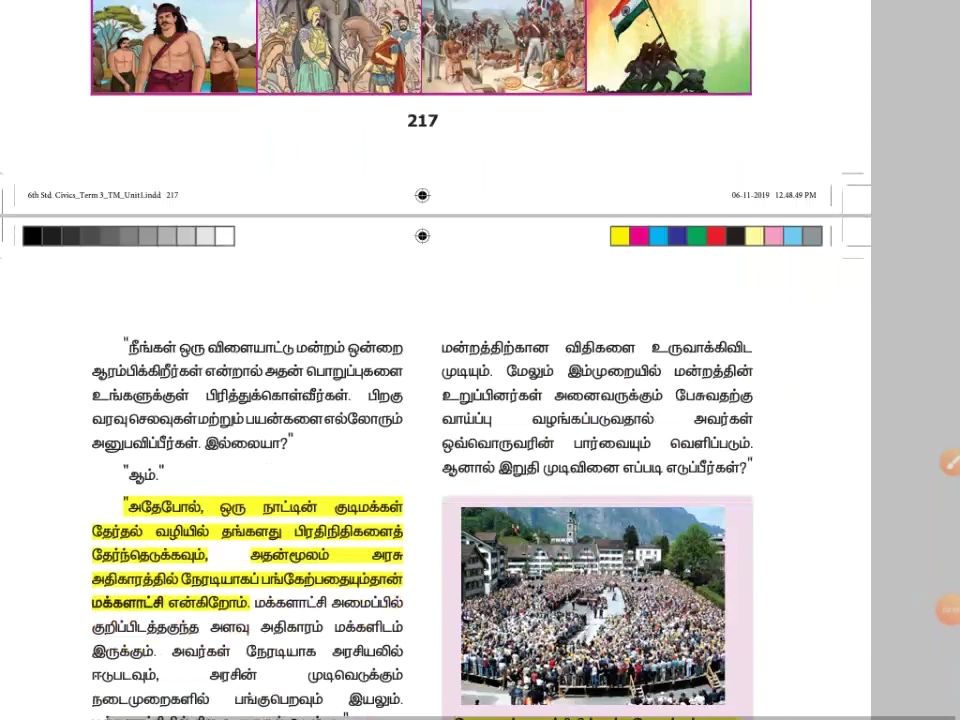 217
6th Std. Civics_Term 3_TM_Unit1.indd 217
06-11-2019 12.48.49 PM
"நீங்கள் ஒரு விளையாட்டு மன்றம் ஒன்றை
ஆரம்பிக்கிறீர்கள் என்றால் அதன் பொறுப்புகளை
உங்களுக்குள் பிரித்துக்கொள்வீர்கள். பிறகு
வரவு செலவுகள் மற்றும் பயன்களை எல்லோரும்
அனுபவிப்பீர்கள். இல்லையா?"
"ஆம்."
"அதேபோல், ஒரு நாட்டின் குடிமக்கள்
தேர்தல் வழியில் தங்களது பிரதிநிதிகளைத்
தேர்ந்தெடுக்கவும், அதன்மூலம் அரசு
அதிகாரத்தில் நேரடியாகப் பங்கேற்பதையும்தான்
மக்களாட்சி என்கிறோம். மக்களாட்சி அமைப்பில்
குறிப்பிடத்தகுந்த அளவு அதிகாரம் மக்களிடம்
இருக்கும். அவர்கள் நேரடியாக அரசியலில்
ஈடுபடவும், அரசின் முடிவெடுக்கும்
நடைமுறைகளில் பங்குபெறவும் இயலும்.
மன்றத்திற்கான விதிகளை உருவாக்கிவிட
முடியும். மேலும் இம்முறையில் மன்றத்தின்
உறுப்பினர்கள் அனைவருக்கும் பேசுவதற்கு
வாய்ப்பு வழங்கப்படுவதால் அவர்கள்
ஒவ்வொருவரின் பார்வையும் வெளிப்படும்.
ஆனால் இறுதி முடிவினை எப்படி எடுப்பீர்கள்?"